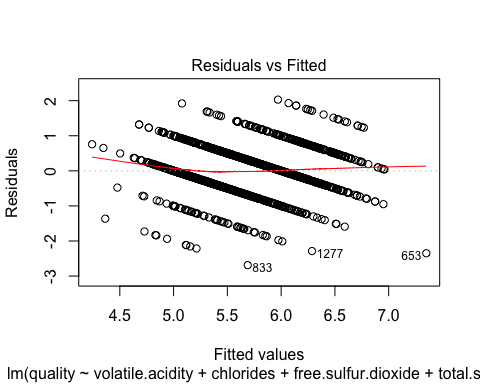 Residuals vs Fitted
Residuals
2
1
0
-1
-2
-3
833
1277
653
4.5 5.0 5.5 6.0 6.5 7.0
Fitted values
lm(quality ~ volatile.acidity + chlorides + free.sulfur.dioxide + total.s